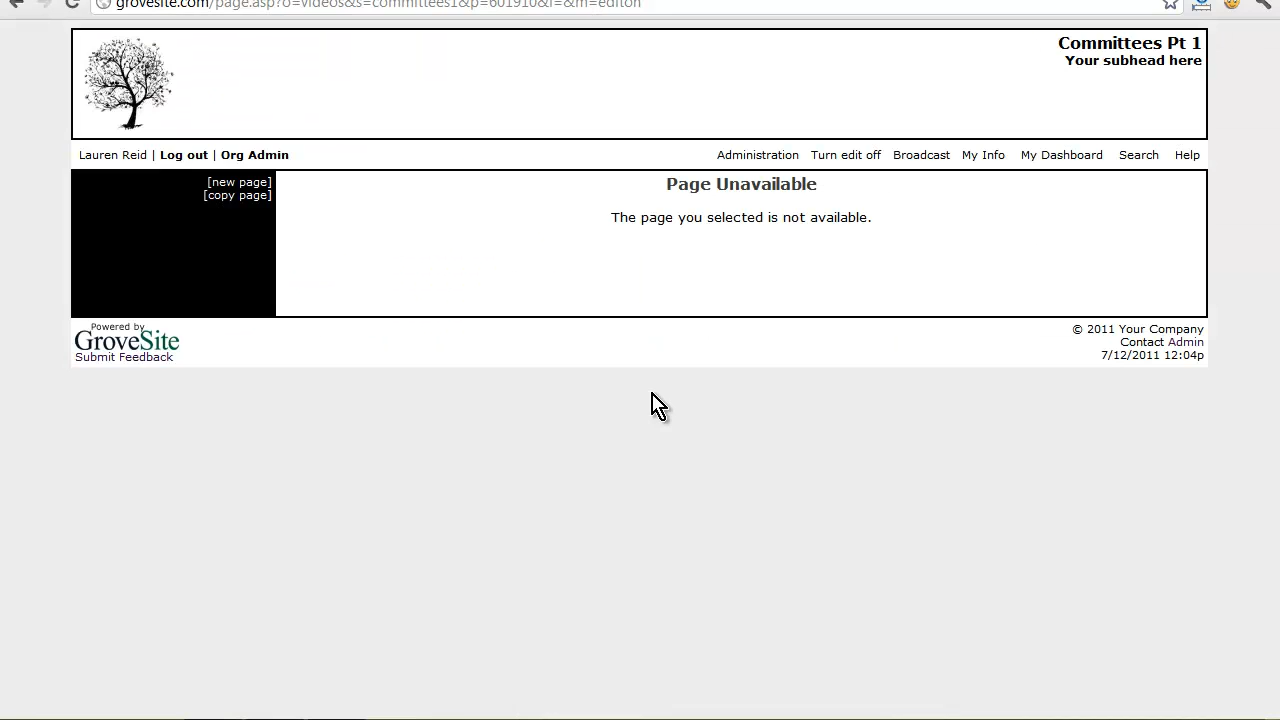 grovesite.com/page.asp?o=videos&s=committees1&p=601910&f=&m=editon
Committees Pt 1
Your subhead here
Lauren Reid | Log out | Org Admin
Administration Turn edit off Broadcast My Info My Dashboard Search Help
[new page]
[copy page]
Page Unavailable
The page you selected is not available.
Powered by
GroveSite
Submit Feedback
© 2011 Your Company
Contact Admin
7/12/2011 12:04p